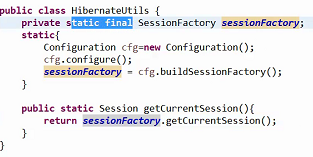 public class HibernateUtils {
    private static final SessionFactory sessionFactory;
    static{
        Configuration cfg=new Configuration();
        cfg.configure();
        sessionFactory = cfg.buildSessionFactory();
    }
    public static Session getCurrentSession(){
        return sessionFactory.getCurrentSession();
    }
}